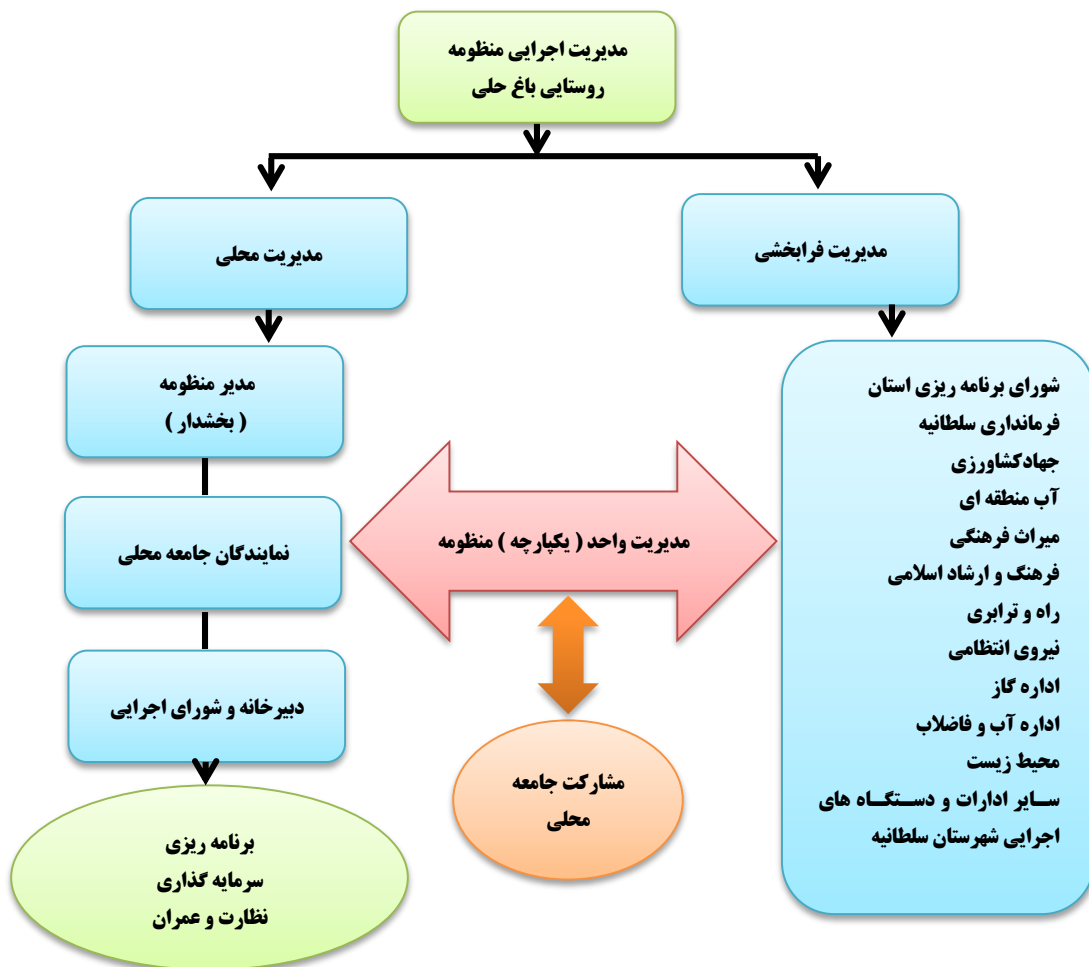 مدیریت اجرایی منظومه
روستایی باغ حلی
مدیریت فرابخشی
مدیریت محلی
شورای برنامه ریزی استان
فرمانداری سلطانیه
جهادکشاورزی
آب منطقه ای
میراث فرهنگی
فرهنگ و ارشاد اسلامی
راه و ترابری
نیروی انتظامی
اداره گاز
اداره آب و فاضلاب
محیط زیست
ســایر ادارات و دســتگــاه های
اجرایی شهرستان سلطانیه
مدیریت واحد ( یکپارچه ) منظومه
مشارکت جامعه
محلی
مدیر منظومه
( بخشدار )
نمایندگان جامعه محلی
دبیرخانه و شورای اجرایی
برنامه ریزی
سرمایه گذاری
نظارت و عمران